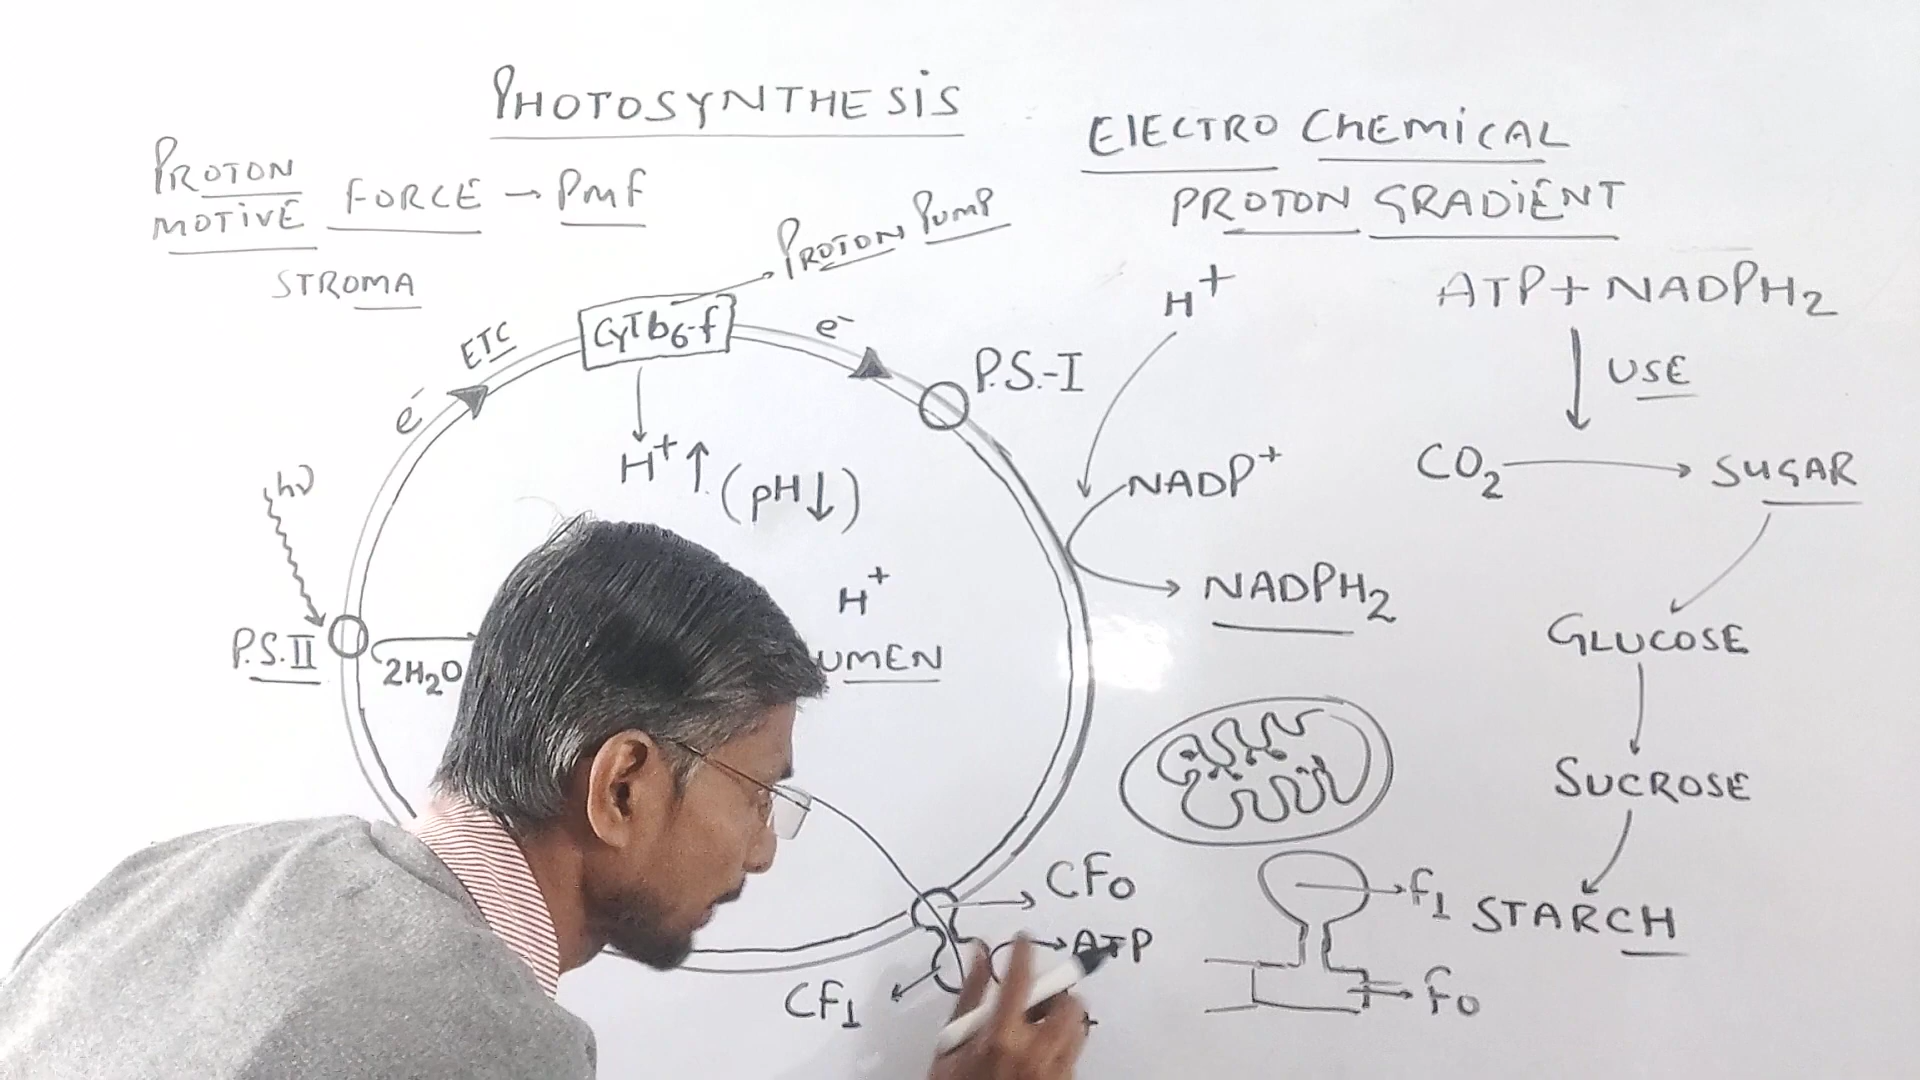 PHOTOSYNTHESIS
PROTON
MOTIVE FORCE → PMF
STROMA
ELECTRO CHEMICAL
PROTON GRADIENT
PROTON PUMP
ETC
CyTb6-f
e-
e-
P.S.-I
H+↑ (pH↓)
hν
P.S.II
2H2O
H+
UMEN
H+
NADP+
NADPH2
ATP+NADPH2
USE
CO2 → SUGAR
GLUCOSE
SUCROSE
STARCH
CF0
ATP
CF1
+
F1
F0